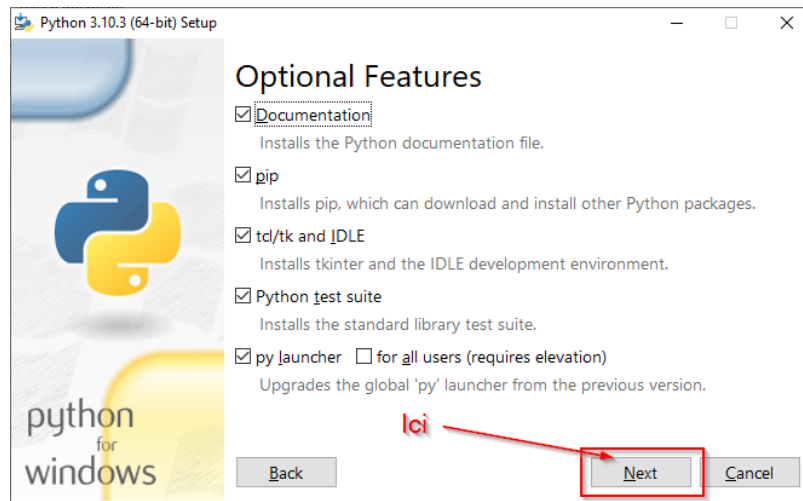 Python 3.10.3 (64-bit) Setup
Optional Features
Documentation
Installs the Python documentation file.
pip
Installs pip, which can download and install other Python packages.
tcl/tk and IDLE
Installs tkinter and the IDLE development environment.
Python test suite
Installs the standard library test suite.
py launcher for all users (requires elevation)
Upgrades the global 'py' launcher from the previous version.
Ici
python
for
windows
Back Next Cancel